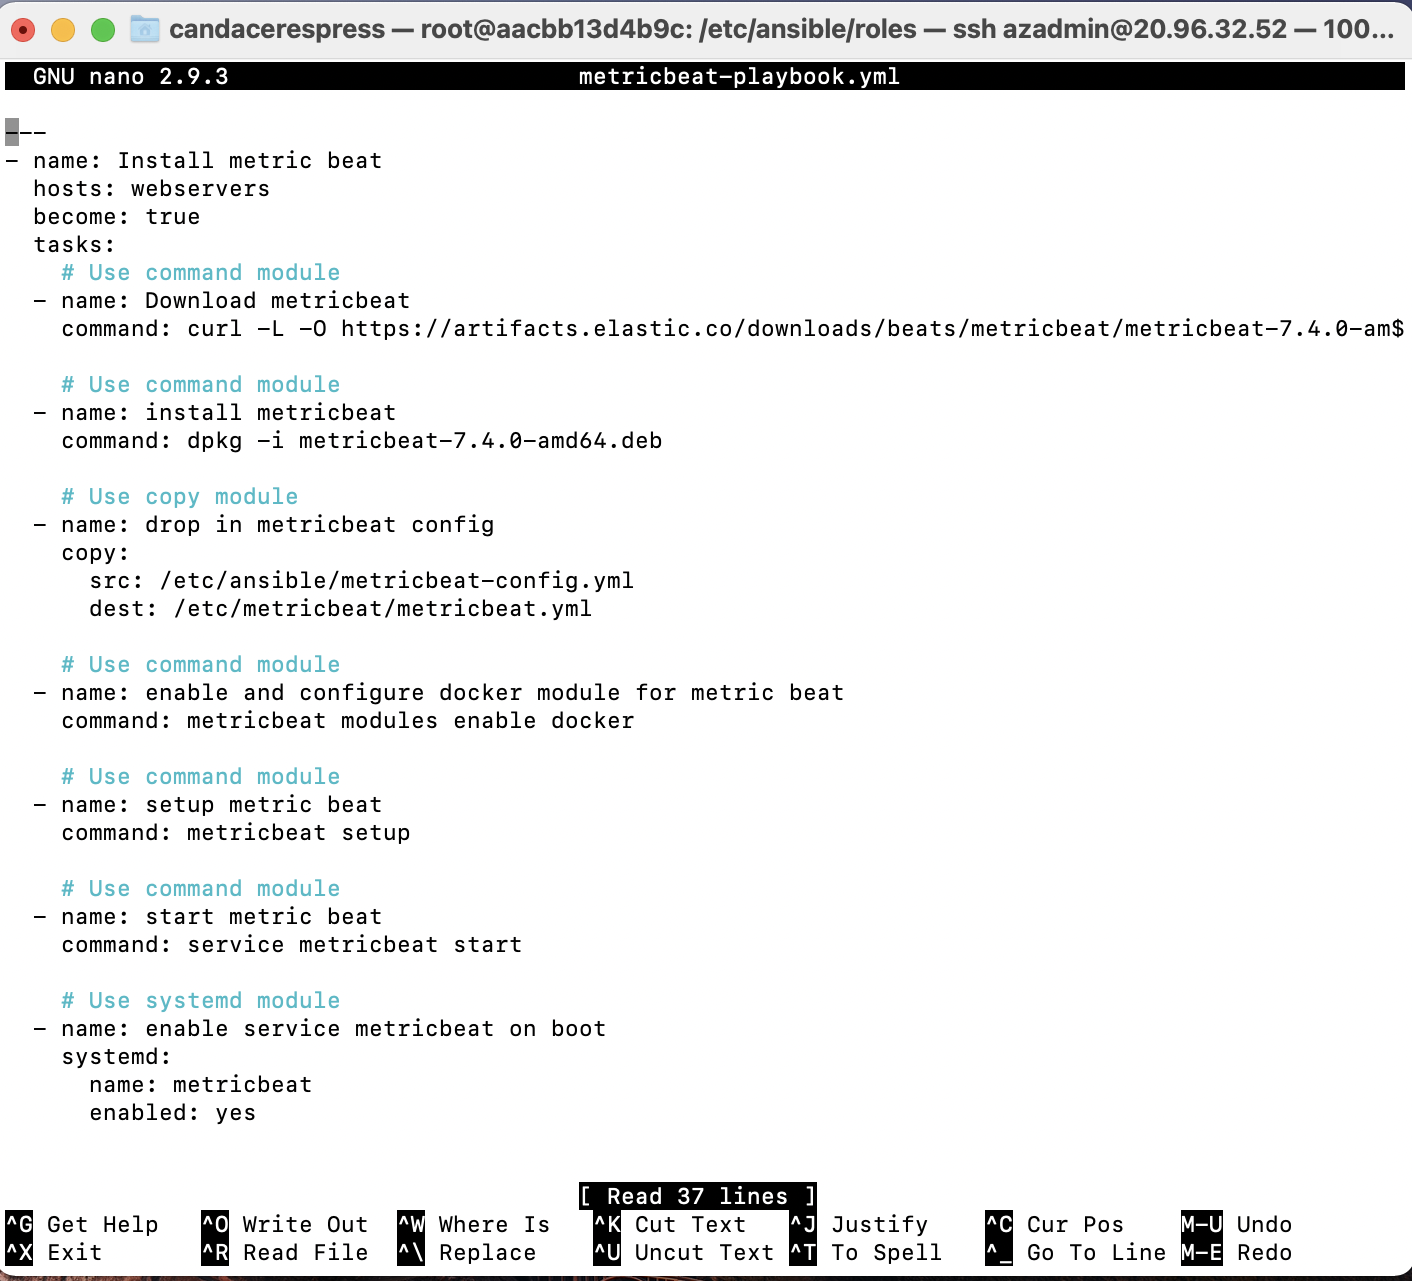 candacerespress — root@aacbb13d4b9c: /etc/ansible/roles — ssh azadmin@20.96.32.52 — 100...
GNU nano 2.9.3 metricbeat-playbook.yml
---
- name: Install metric beat
  hosts: webservers
  become: true
  tasks:
    # Use command module
  - name: Download metricbeat
    command: curl -L -O https://artifacts.elastic.co/downloads/beats/metricbeat/metricbeat-7.4.0-am$
    # Use command module
  - name: install metricbeat
    command: dpkg -i metricbeat-7.4.0-amd64.deb
    # Use copy module
  - name: drop in metricbeat config
    copy:
      src: /etc/ansible/metricbeat-config.yml
      dest: /etc/metricbeat/metricbeat.yml
    # Use command module
  - name: enable and configure docker module for metric beat
    command: metricbeat modules enable docker
    # Use command module
  - name: setup metric beat
    command: metricbeat setup
    # Use command module
  - name: start metric beat
    command: service metricbeat start
    # Use systemd module
  - name: enable service metricbeat on boot
    systemd:
      name: metricbeat
      enabled: yes
[ Read 37 lines ]
^G Get Help ^O Write Out ^W Where Is ^K Cut Text ^J Justify ^C Cur Pos M-U Undo
^X Exit ^R Read File ^\ Replace ^U Uncut Text ^T To Spell ^_ Go To Line M-E Redo